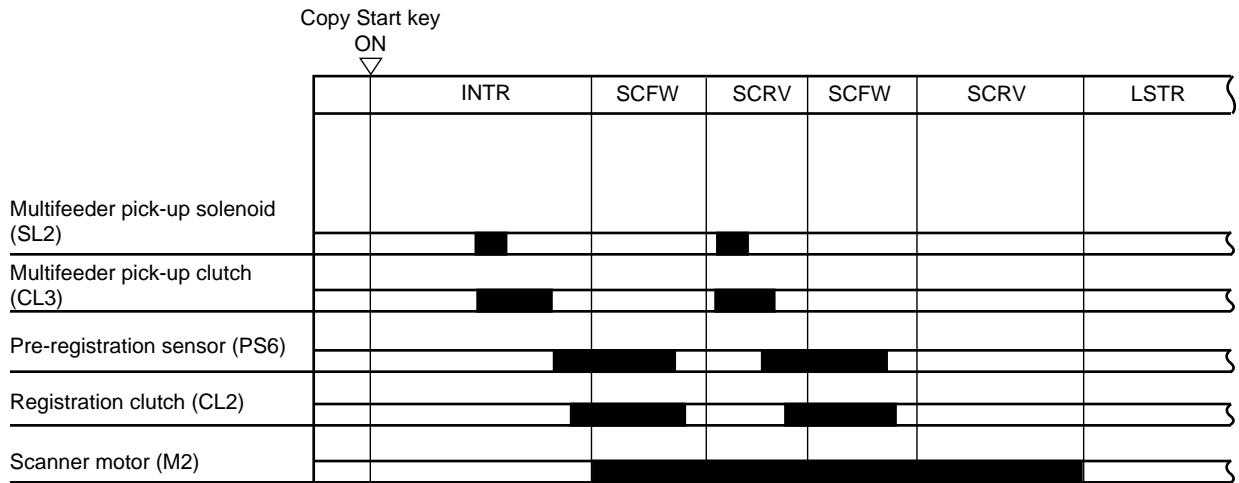 Copy Start key
ON
INTR SCFW SCRV SCFW SCRV LSTR
Multifeeder pick-up solenoid
(SL2)
Multifeeder pick-up clutch
(CL3)
Pre-registration sensor (PS6)
Registration clutch (CL2)
Scanner motor (M2)